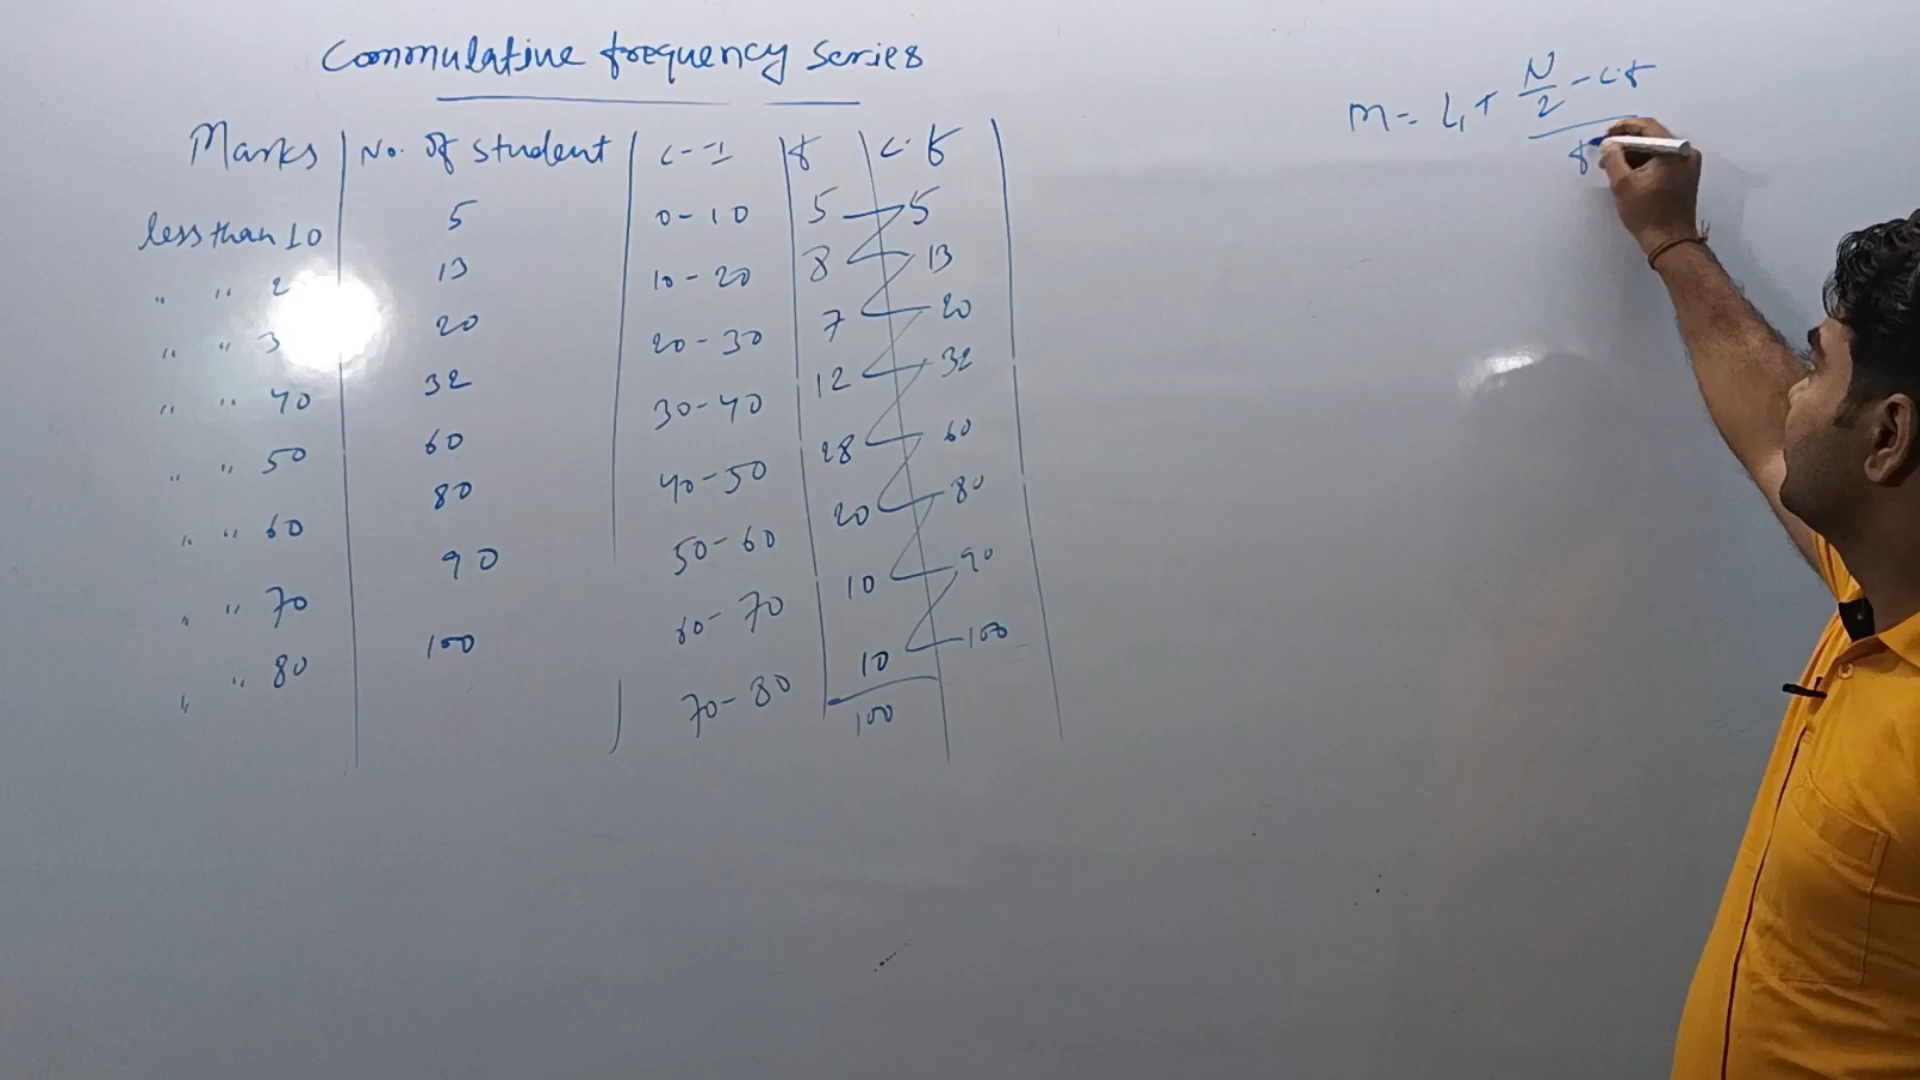 Commulative frequency series
M = L1 + N/2 - c.f / f
Marks | No. of student | C-I | f | c.f
less than 10 | 5 | 0-10 | 5 | 5
" " 2 | 13 | 10-20 | 8 | 13
" " 3 | 20 | 20-30 | 7 | 20
" " 40 | 32 | 30-40 | 12 | 32
" " 50 | 60 | 40-50 | 28 | 60
" " 60 | 80 | 50-60 | 20 | 80
" " 70 | 90 | 60-70 | 10 | 90
" " 80 | 100 | 70-80 | 10 | 100
100